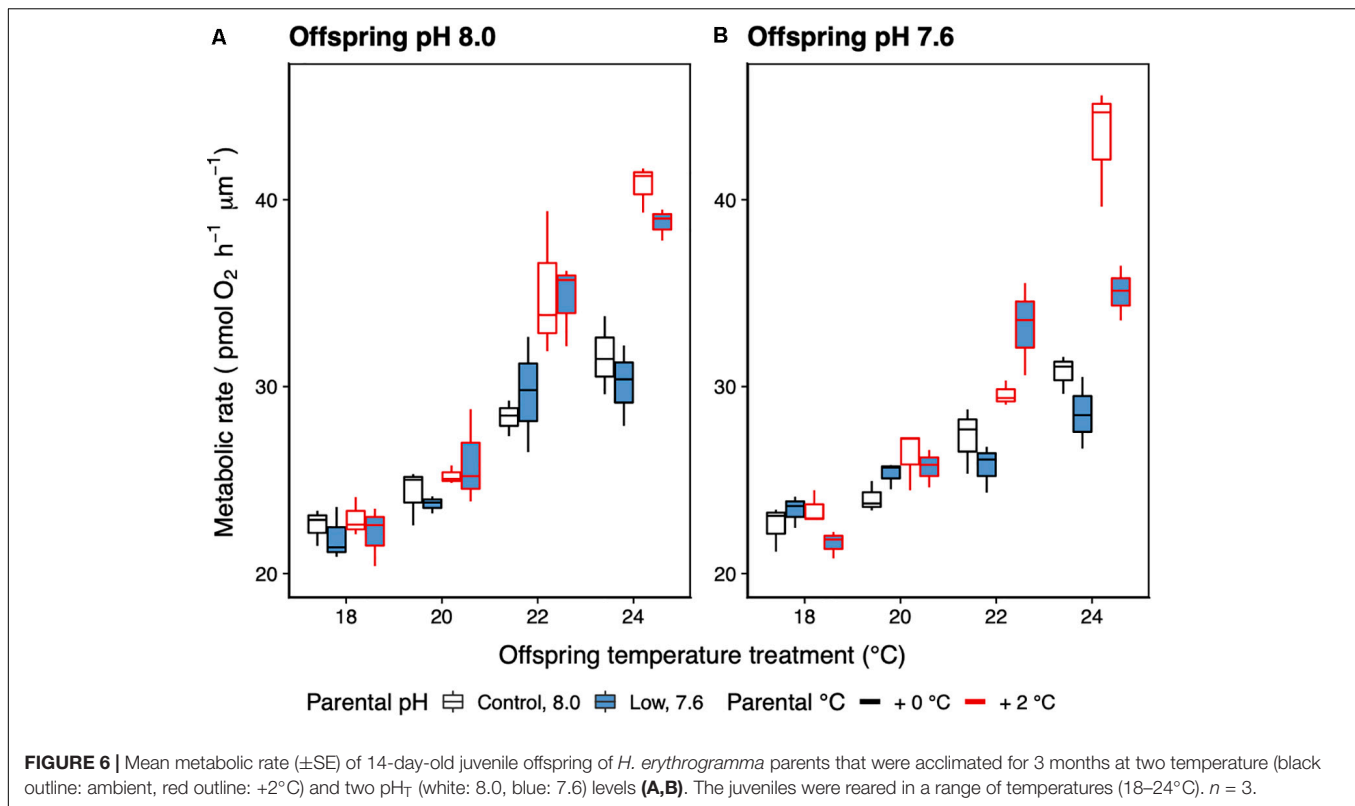 A Offspring pH 8.0
B Offspring pH 7.6
Metabolic rate ( pmol O₂ h⁻¹ μm⁻¹)
40
30
20
18 20 22 24
18 20 22 24
Offspring temperature treatment (°C)
Parental pH Control, 8.0 Low, 7.6 Parental °C + 0 °C + 2 °C
FIGURE 6 | Mean metabolic rate (±SE) of 14-day-old juvenile offspring of H. erythrogramma parents that were acclimated for 3 months at two temperature (black
outline: ambient, red outline: +2°C) and two pHT (white: 8.0, blue: 7.6) levels (A,B). The juveniles were reared in a range of temperatures (18–24°C). n = 3.